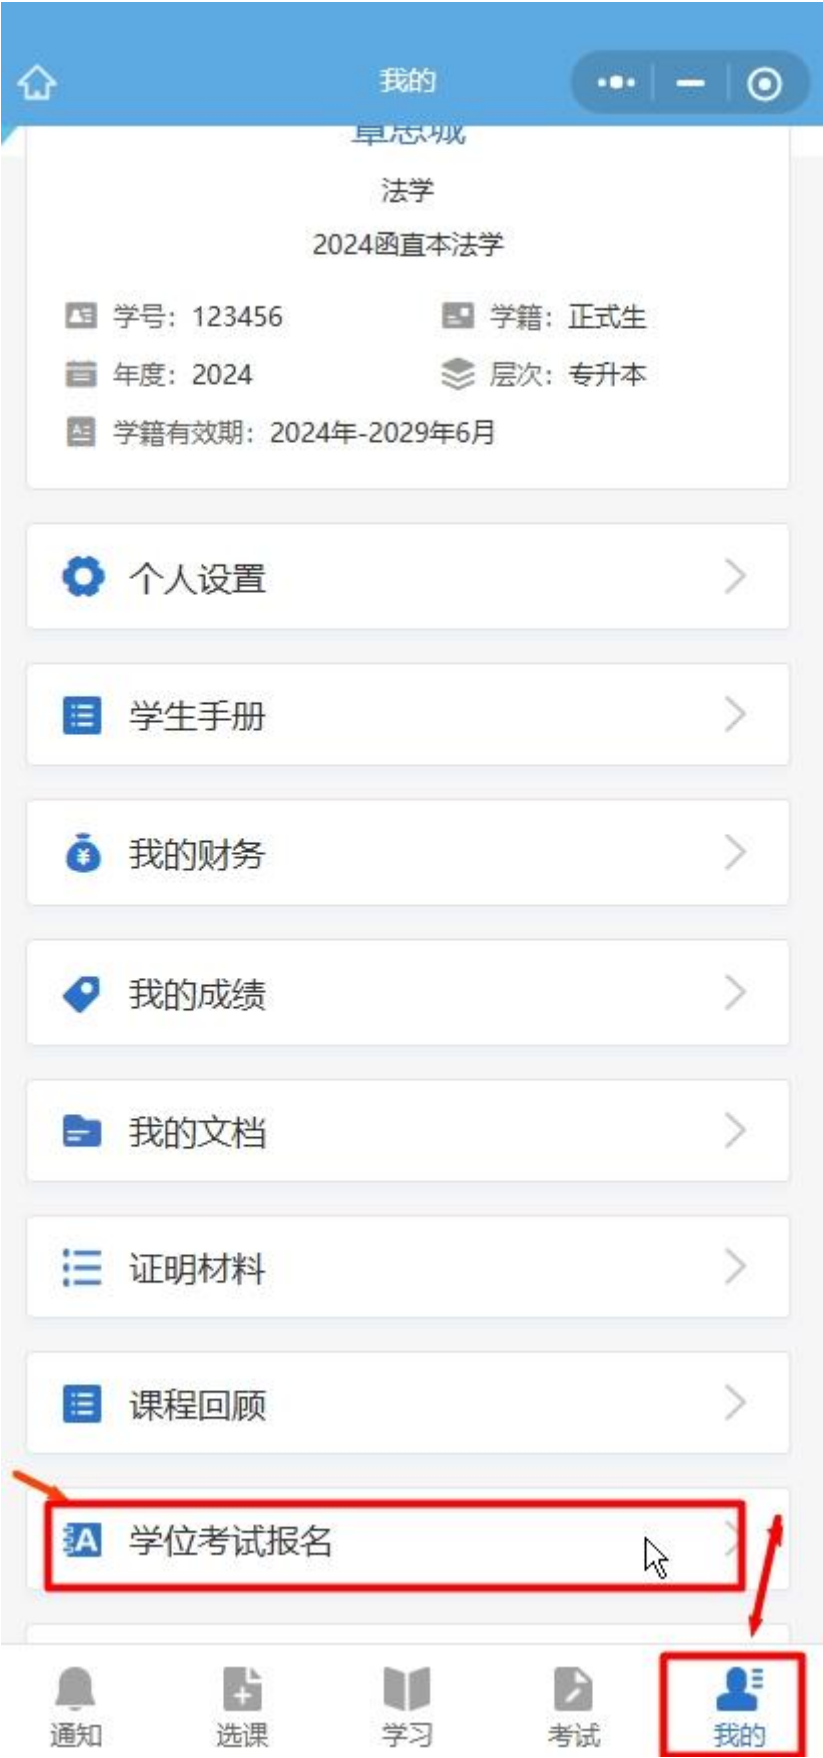 我的
法学
2024函直本法学
学号：123456 学籍：正式生
年度：2024 层次：专升本
学籍有效期：2024年-2029年6月
个人设置
学生手册
我的财务
我的成绩
我的文档
证明材料
课程回顾
学位考试报名
通知 选课 学习 考试 我的